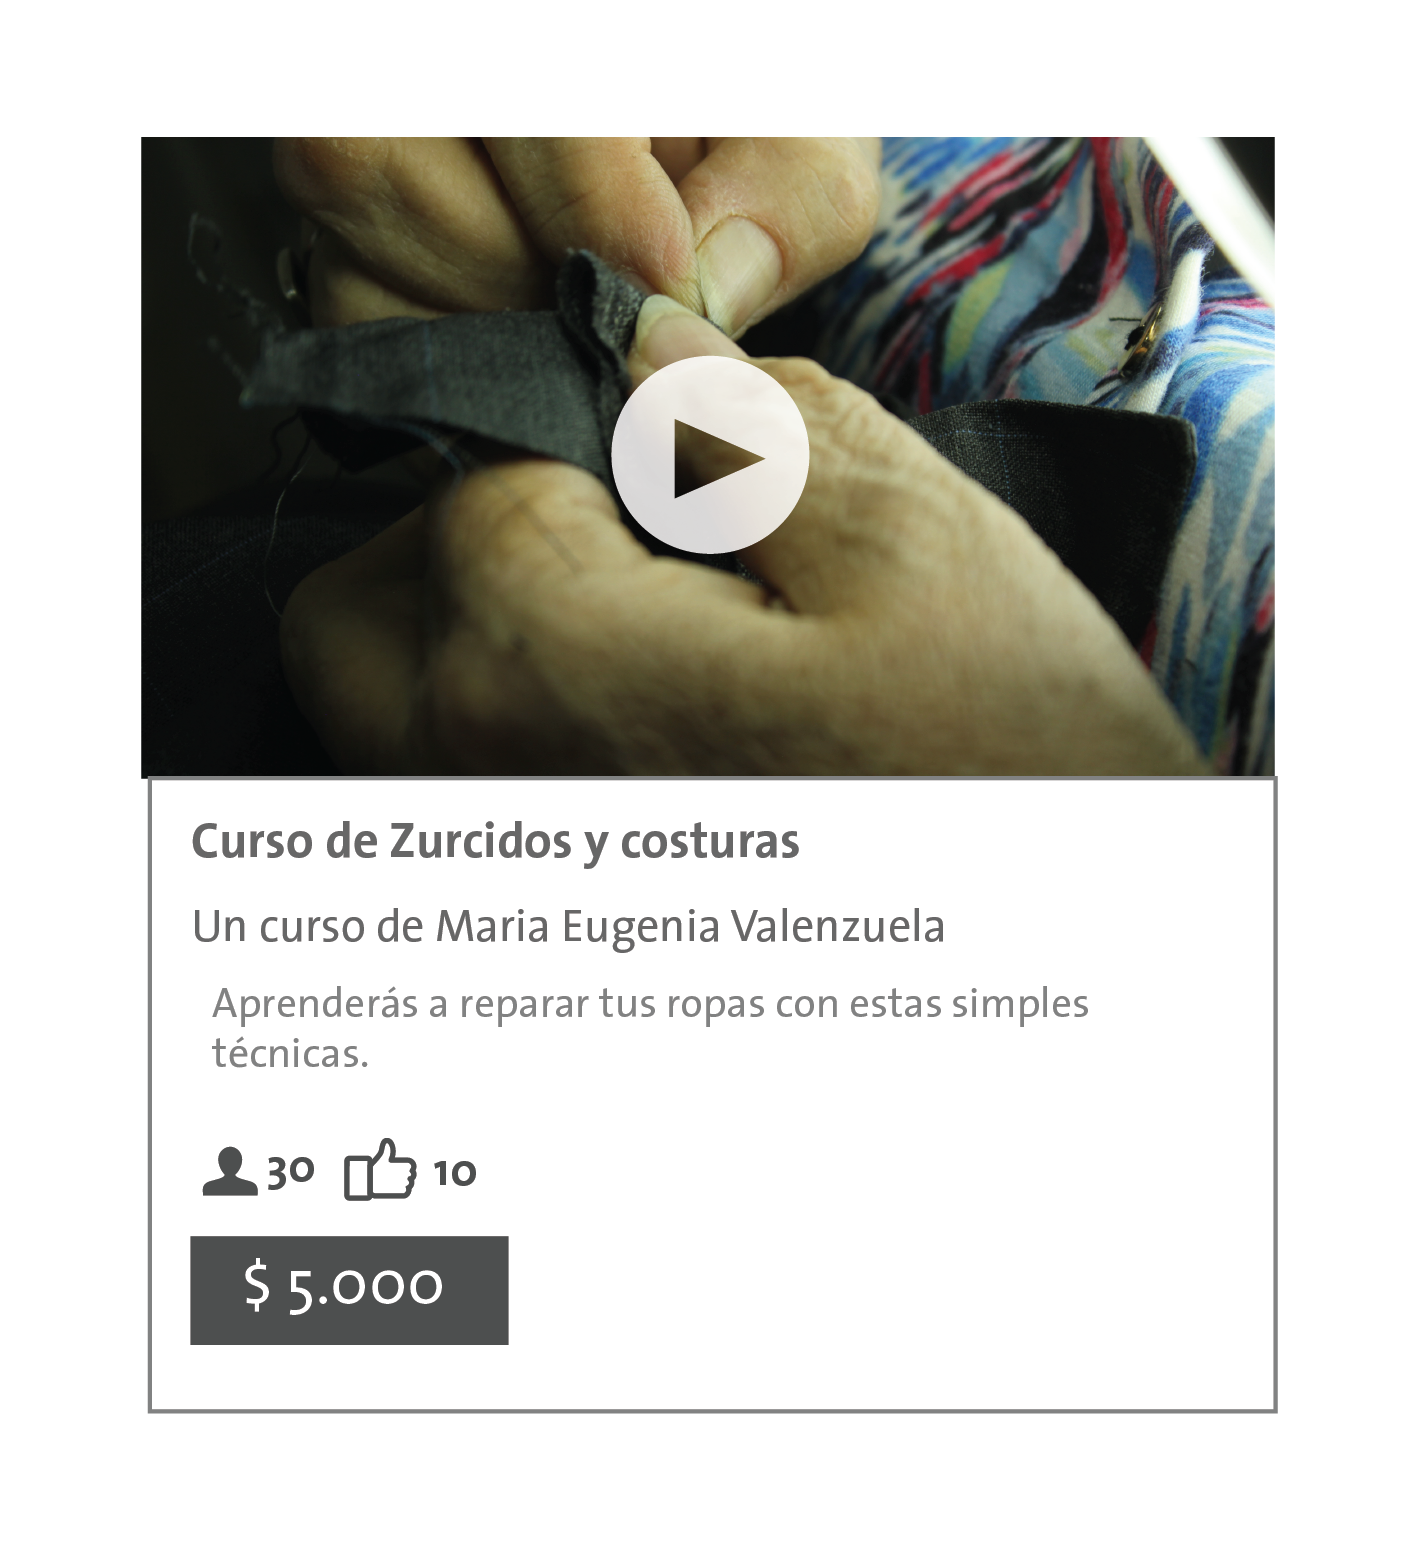 Curso de Zurcidos y costuras
Un curso de Maria Eugenia Valenzuela
Aprenderás a reparar tus ropas con estas simples
técnicas.
30 10
$ 5.000